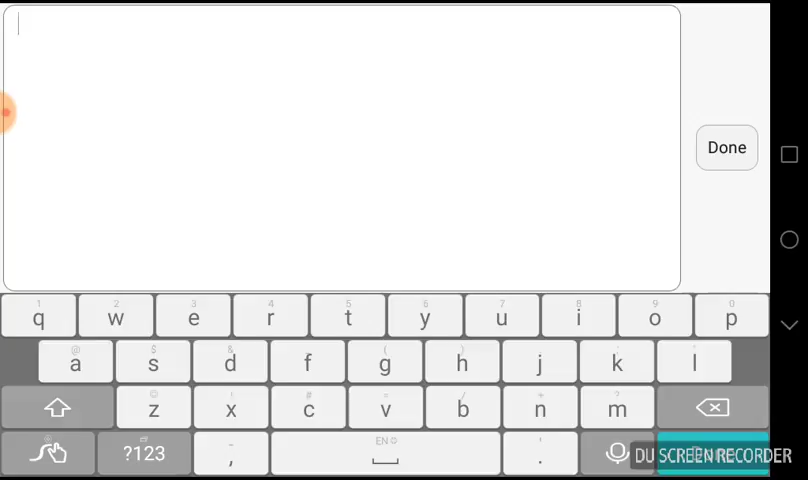 Done
1 2 3 4 5 6 7 8 9 0
q w e r t y u i o p
@ $ & ( ) : "
a s d f g h j k l
! # = / + ?
z x c v b n m
?123 - , EN ' .
DU SCREEN RECORDER